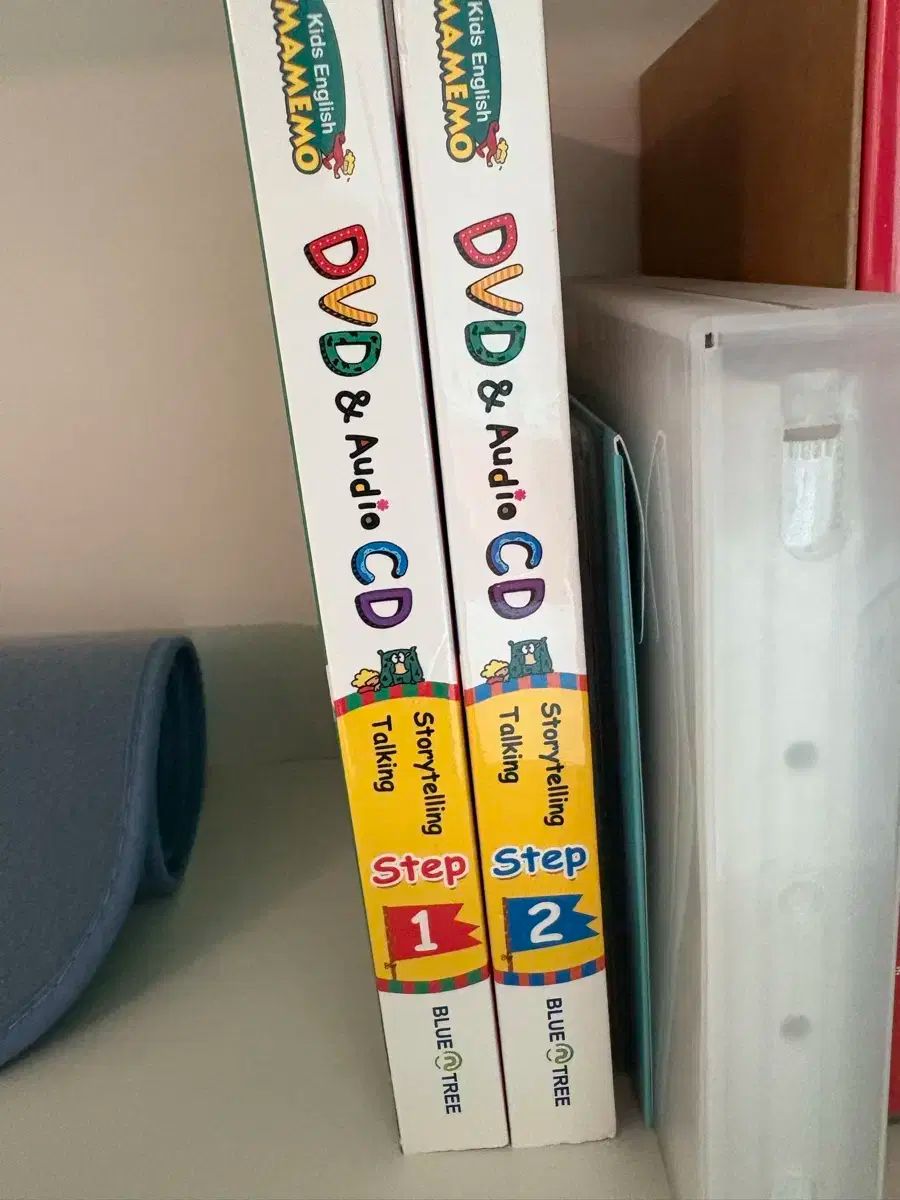 Kids English
MAMEMO
DVD & Audio CD
Storytelling
Talking
Step
1
BLUE n TREE
Kids English
MAMEMO
DVD & Audio CD
Storytelling
Talking
Step
2
BLUE n TREE